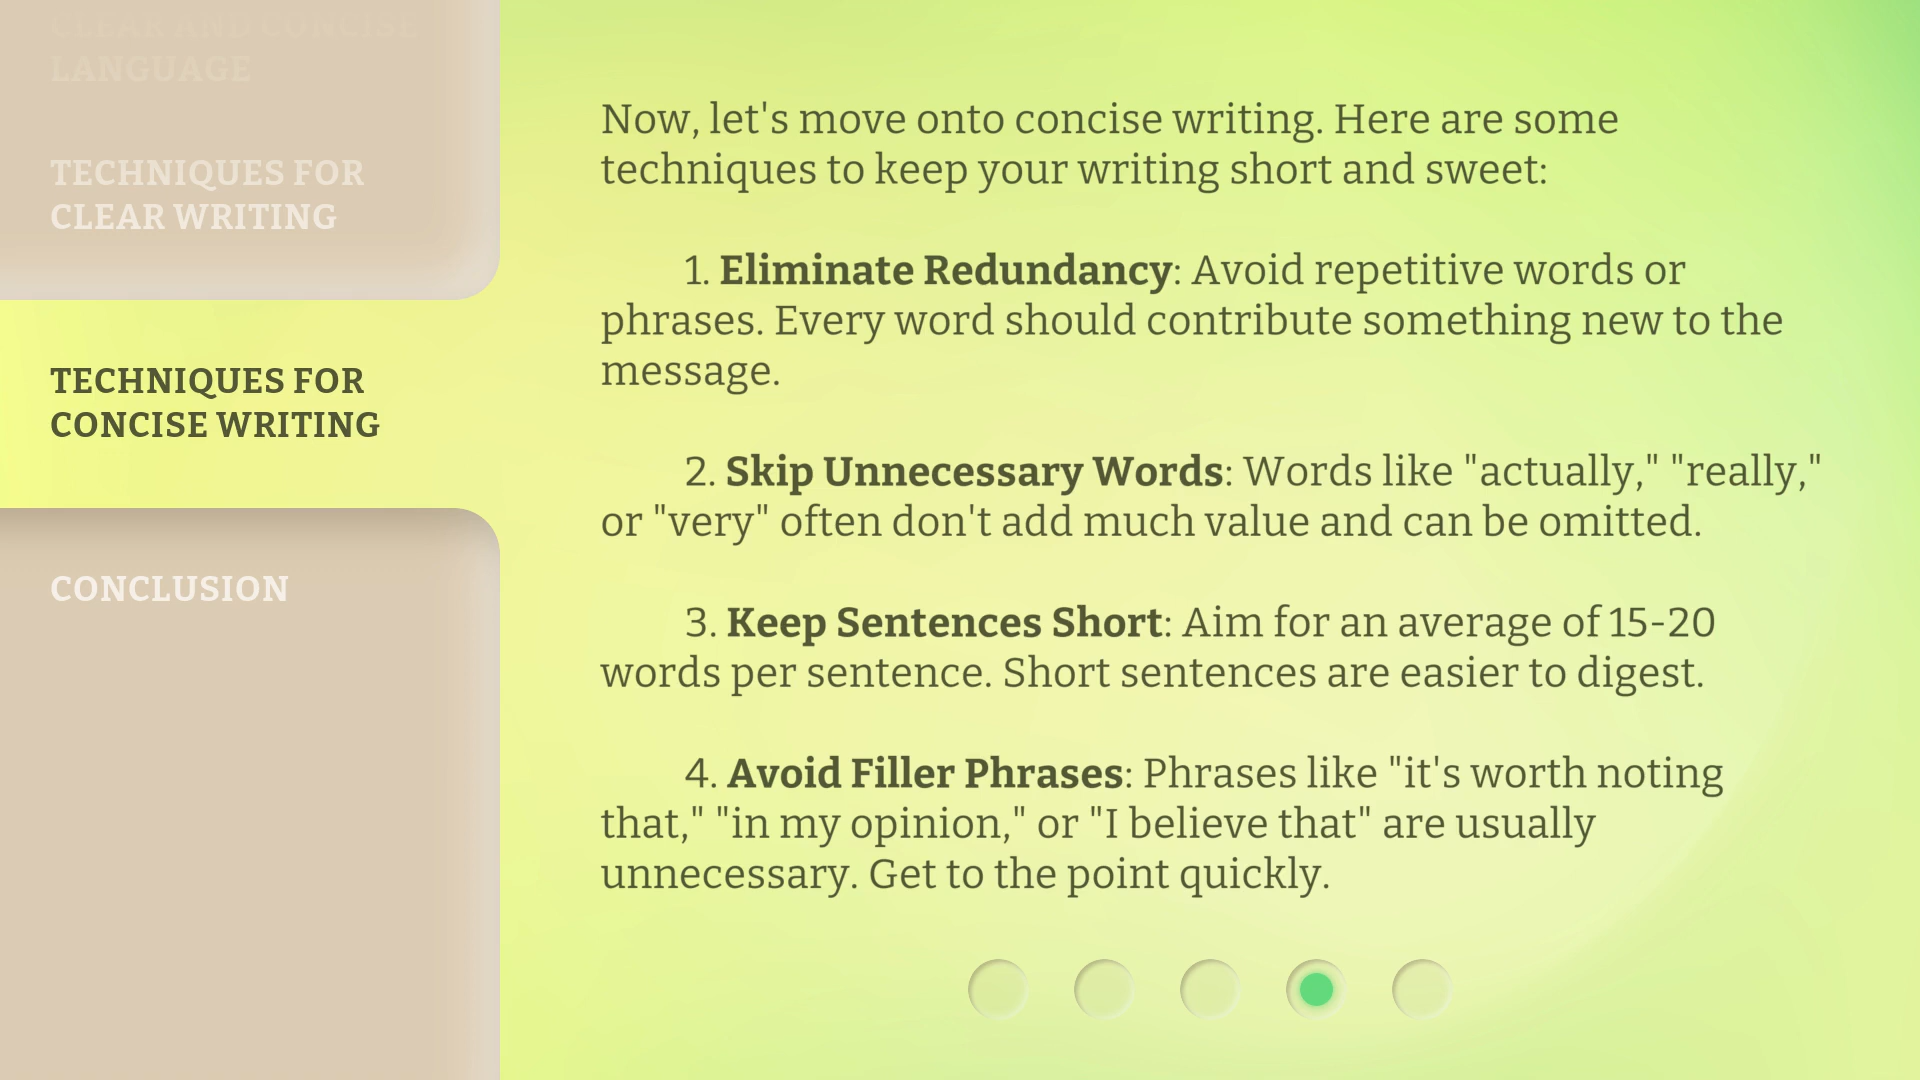 CLEAR AND CONCISE
LANGUAGE
TECHNIQUES FOR
CLEAR WRITING
TECHNIQUES FOR
CONCISE WRITING
CONCLUSION
Now, let's move onto concise writing. Here are some
techniques to keep your writing short and sweet:
1. Eliminate Redundancy: Avoid repetitive words or
phrases. Every word should contribute something new to the
message.
2. Skip Unnecessary Words: Words like "actually," "really,"
or "very" often don't add much value and can be omitted.
3. Keep Sentences Short: Aim for an average of 15-20
words per sentence. Short sentences are easier to digest.
4. Avoid Filler Phrases: Phrases like "it's worth noting
that," "in my opinion," or "I believe that" are usually
unnecessary. Get to the point quickly.